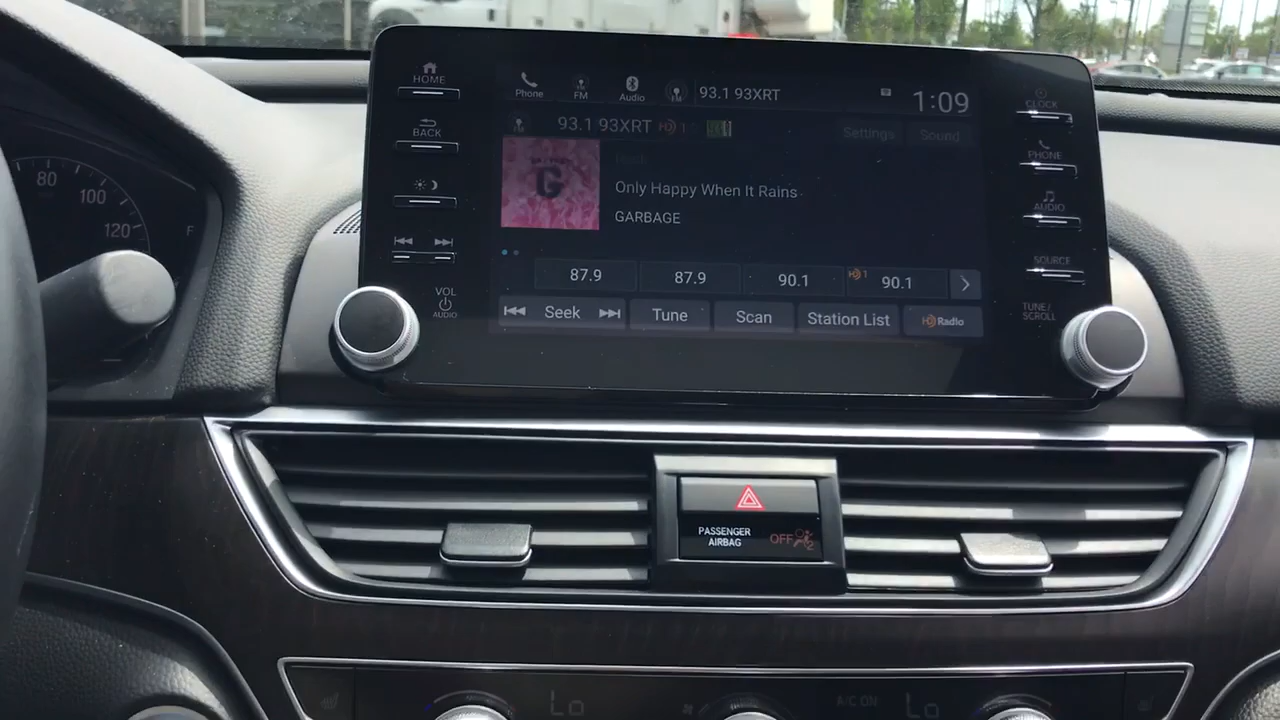 HOME
BACK
VOL
AUDIO
Phone
FM
Audio
FM
93.1 93XRT
1:09
93.1 93XRT
Settings
Sound
G
Only Happy When It Rains
GARBAGE
87.9
87.9
90.1
90.1
Seek
Tune
Scan
Station List
Radio
CLOCK
PHONE
AUDIO
SOURCE
TUNE/
SCROLL
80
100
120
F
PASSENGER
AIRBAG
OFF
Lo
A/C ON
Lo